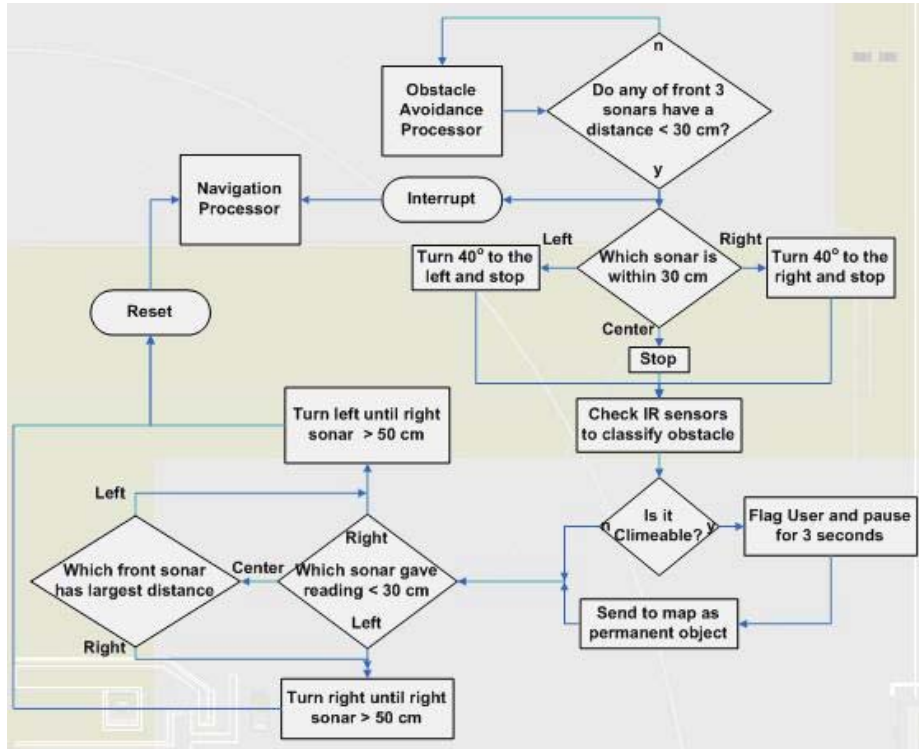 n
Obstacle
Avoidance
Processor
Do any of front 3
sonars have a
distance < 30 cm?
y
Navigation
Processor
Interrupt
Left
Right
Turn 40° to the
left and stop
Which sonar is
within 30 cm
Turn 40° to the
right and stop
Reset
Center
Stop
Turn left until right
sonar > 50 cm
Check IR sensors
to classify obstacle
Left
Is it
Climeable?
n
y
Flag User and pause
for 3 seconds
Right
Which front sonar
has largest distance
Center
Which sonar gave
reading < 30 cm
Left
Send to map as
permanent object
Right
Turn right until right
sonar > 50 cm